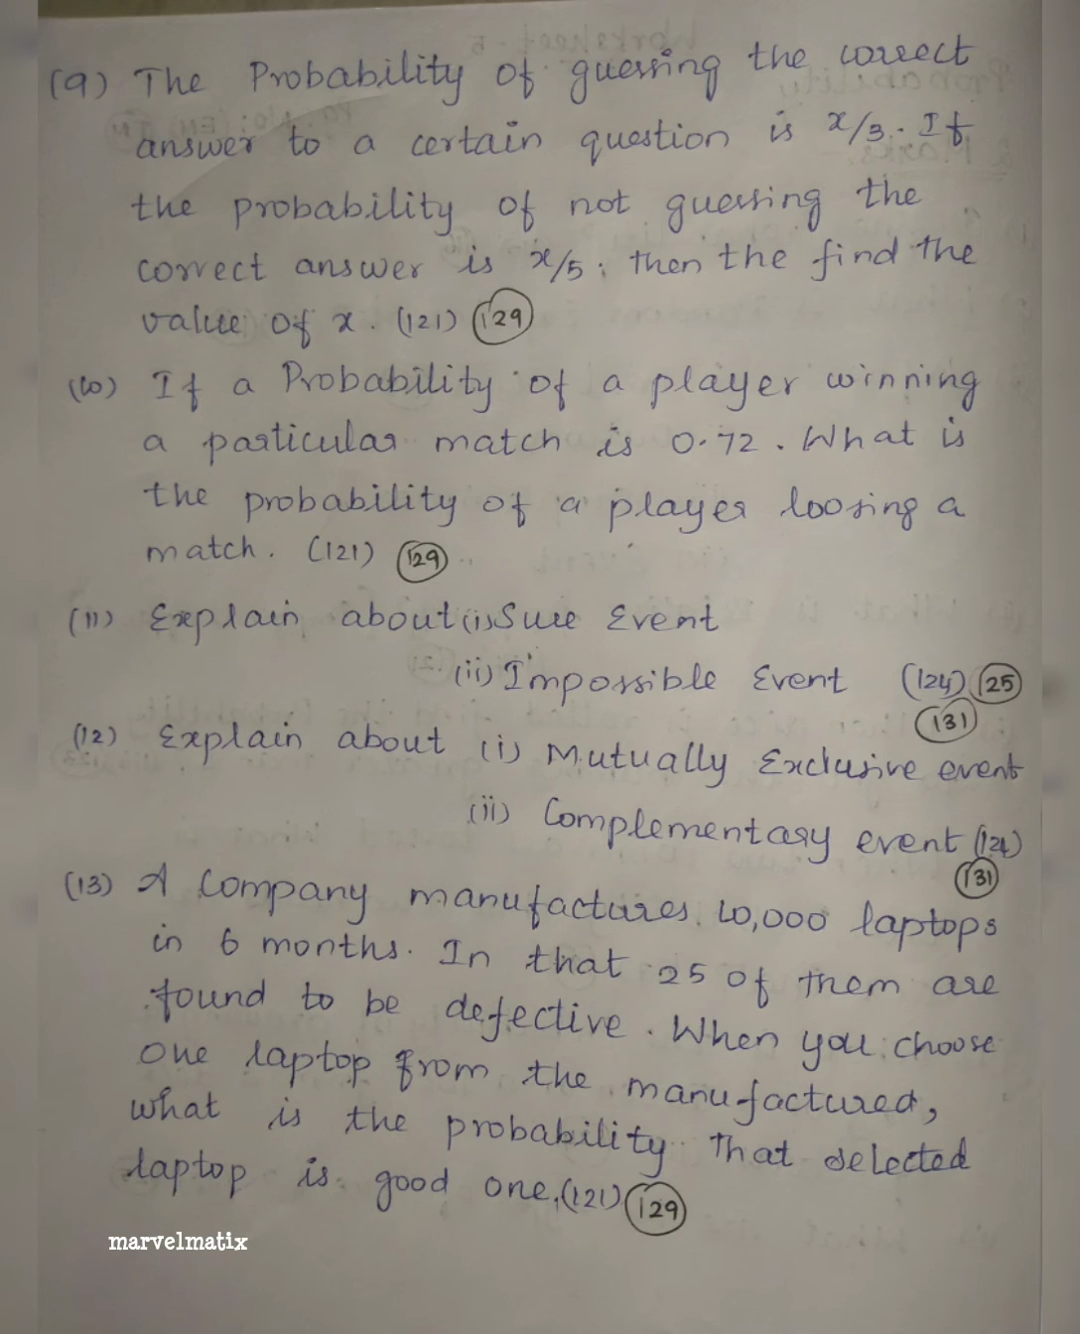 (9) The Probability of guessing the correct
answer to a certain question is x/3. If
the probability of not guessing the
correct answer is x/5, then the find the
value of x. (121) (129)
(10) If a Probability of a player winning
a particular match is 0.72. What is
the probability of a player loosing a
match. (121) (129)
(11) Explain about (i) Sure Event
(ii) Impossible Event (124) (25)
(131)
(12) Explain about (i) Mutually Exclusive event
(ii) Complementary event (124)
(131)
(13) A Company manufactures 10,000 laptops
in 6 months. In that 25 of them are
found to be defective. When you choose
one laptop from the manufactured,
what is the probability that selected
laptop is good one. (121) (129)
marvelmatix